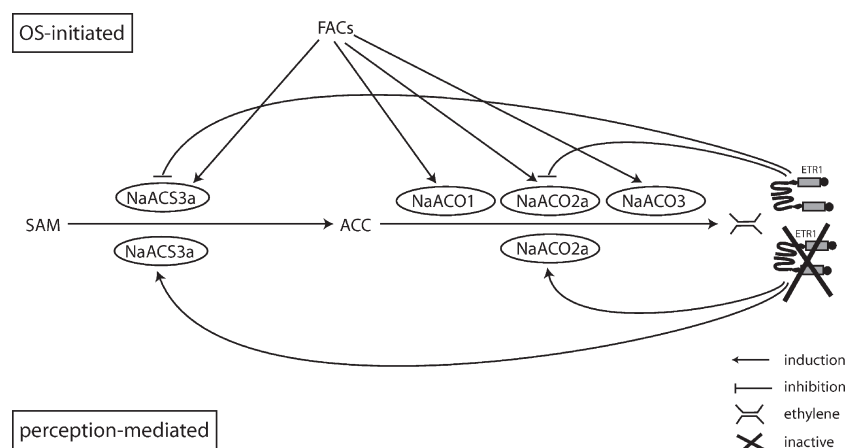 OS-initiated
FACs
ETR1
NaACS3a
NaACO1
NaACO2a
NaACO3
SAM
ACC
ETR1
NaACS3a
NaACO2a
induction
inhibition
ethylene
inactive
perception-mediated